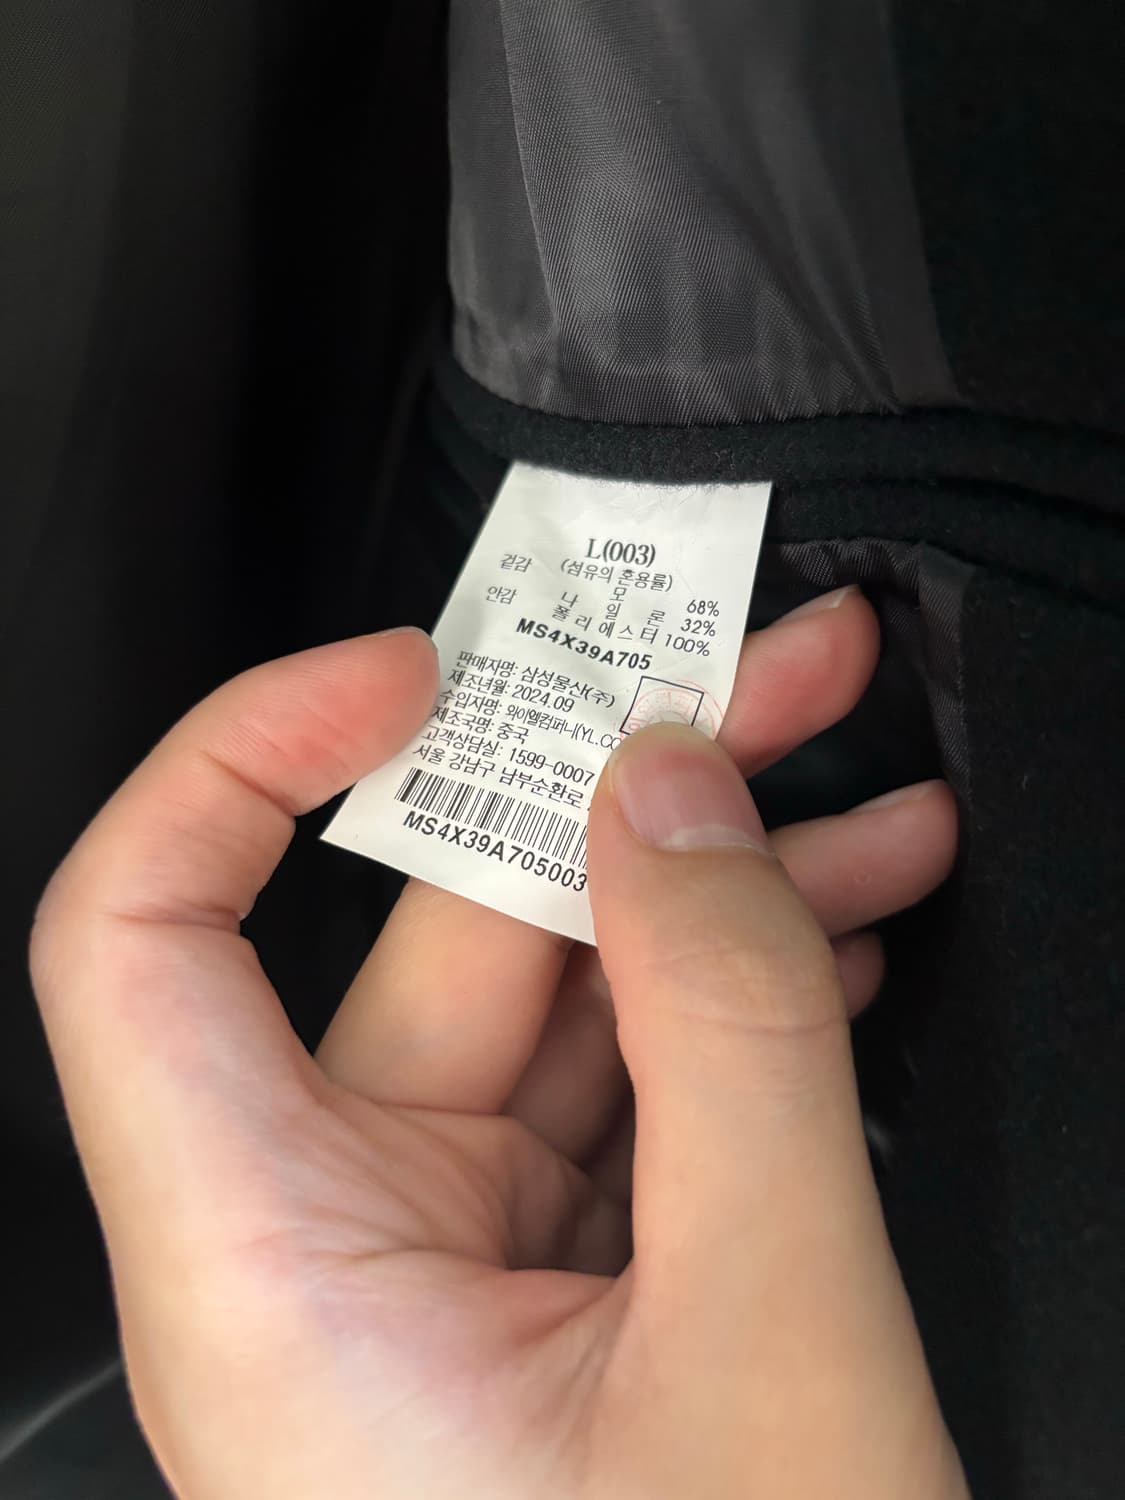 L(003)
(섬유의 혼용률)
겉감 모 68%
나 일 론 32%
안감 폴 리 에 스 터 100%
MS4X39A705
판매자명: 삼성물산(주)
제조년월: 2024.09
수입자명: 와이엘컴퍼니(YL.CO
제조국명: 중국
고객상담실: 1599-0007
서울 강남구 남부순환로
MS4X39A705003